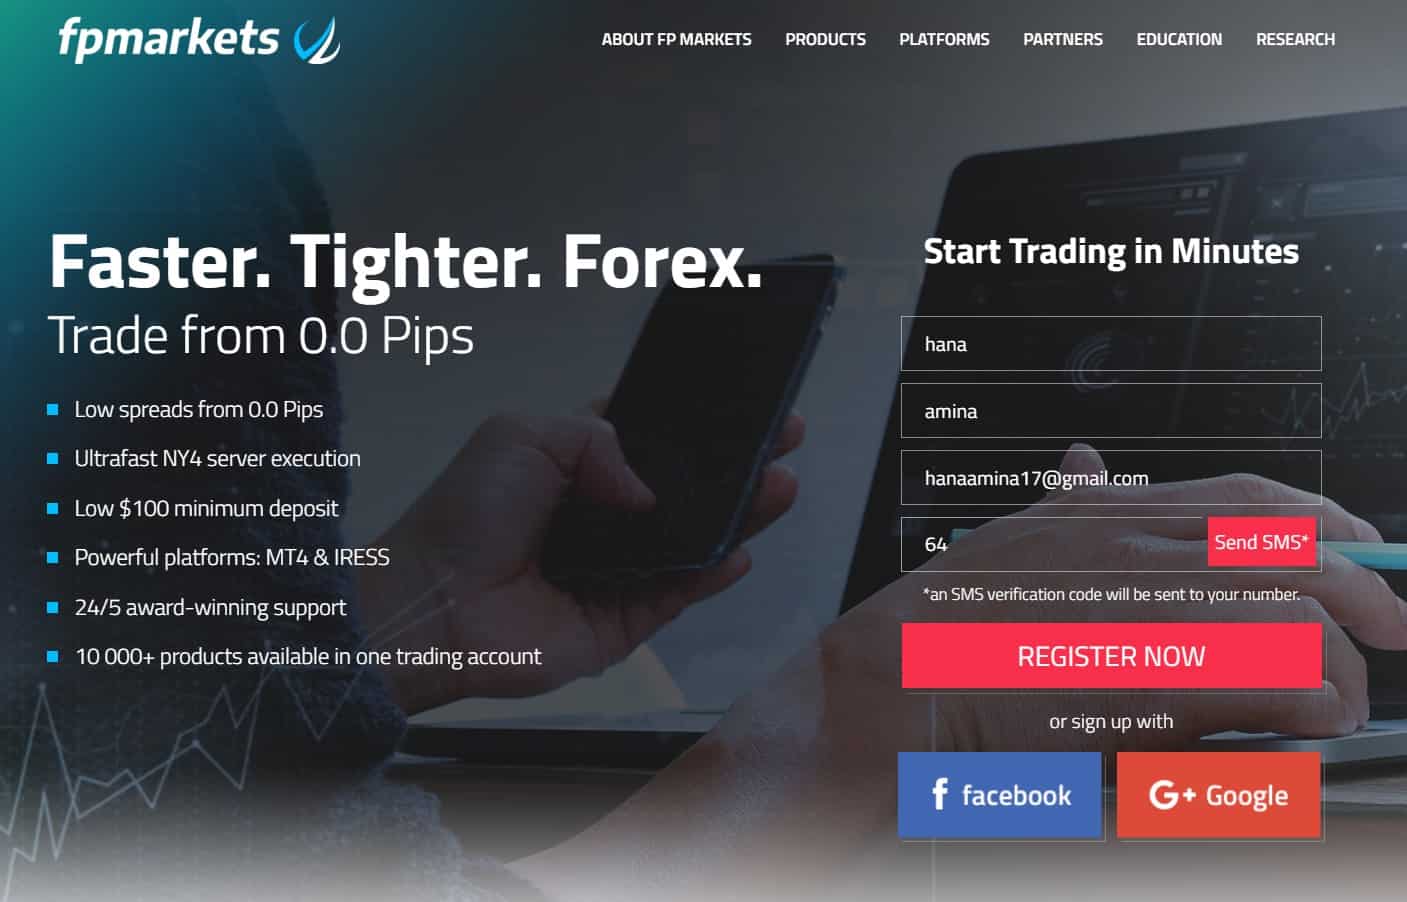 fpmarkets
ABOUT FP MARKETS PRODUCTS PLATFORMS PARTNERS EDUCATION RESEARCH
Faster. Tighter. Forex.
Trade from 0.0 Pips
Low spreads from 0.0 Pips
Ultrafast NY4 server execution
Low $100 minimum deposit
Powerful platforms: MT4 & IRESS
24/5 award-winning support
10 000+ products available in one trading account
Start Trading in Minutes
hana
amina
hanaamina17@gmail.com
64 Send SMS*
*an SMS verification code will be sent to your number.
REGISTER NOW
or sign up with
f facebook
G+ Google